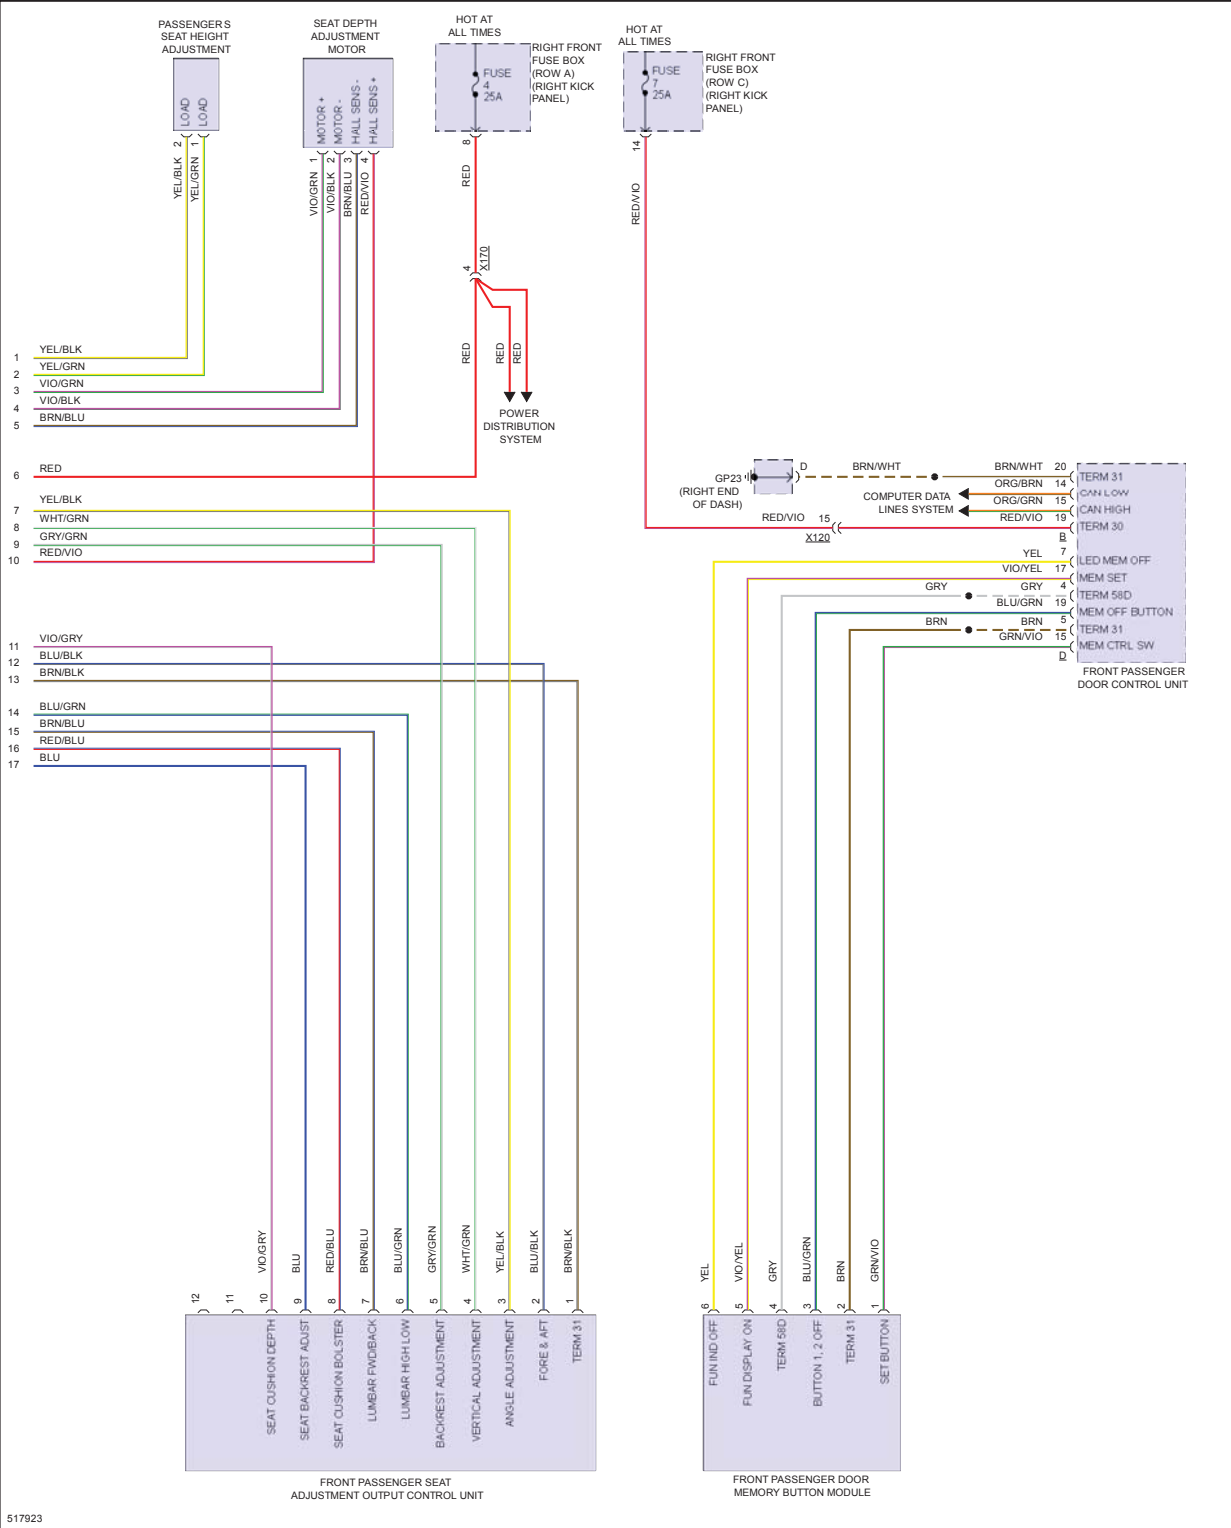 PASSENGERS
SEAT HEIGHT
ADJUSTMENT
LOAD
LOAD
2
1
YEL/BLK
YEL/GRN
SEAT DEPTH
ADJUSTMENT
MOTOR
MOTOR +
MOTOR -
HALL SENS -
HALL SENS +
1
2
3
4
VIO/GRN
VIO/BLK
BRN/BLU
RED/VIO
HOT AT
ALL TIMES
FUSE
4
25A
RIGHT FRONT
FUSE BOX
(ROW A)
(RIGHT KICK
PANEL)
8
RED
4
X170
RED
RED
RED
POWER
DISTRIBUTION
SYSTEM
HOT AT
ALL TIMES
FUSE
7
25A
RIGHT FRONT
FUSE BOX
(ROW C)
(RIGHT KICK
PANEL)
14
RED/VIO
1 YEL/BLK
2 YEL/GRN
3 VIO/GRN
4 VIO/BLK
5 BRN/BLU
6 RED
7 YEL/BLK
8 WHT/GRN
9 GRY/GRN
10 RED/VIO
11 VIO/GRY
12 BLU/BLK
13 BRN/BLK
14 BLU/GRN
15 BRN/BLU
16 RED/BLU
17 BLU
GP23
(RIGHT END
OF DASH)
D
BRN/WHT
COMPUTER DATA
LINES SYSTEM
RED/VIO 15
X120
BRN/WHT 20 TERM 31
ORG/BRN 14 CAN LOW
ORG/GRN 15 CAN HIGH
RED/VIO 19 TERM 30
B
YEL 7 LED MEM OFF
VIO/YEL 17 MEM SET
GRY GRY 4 TERM 58D
BLU/GRN 19 MEM OFF BUTTON
BRN BRN 5 TERM 31
GRN/VIO 15 MEM CTRL SW
D
FRONT PASSENGER
DOOR CONTROL UNIT
12
11
VIO/GRY 10 SEAT CUSHION DEPTH
BLU 9 SEAT BACKREST ADJUST
RED/BLU 8 SEAT CUSHION BOLSTER
BRN/BLU 7 LUMBAR FWD/BACK
BLU/GRN 6 LUMBAR HIGH LOW
GRY/GRN 5 BACKREST ADJUSTMENT
WHT/GRN 4 VERTICAL ADJUSTMENT
YEL/BLK 3 ANGLE ADJUSTMENT
BLU/BLK 2 FORE & AFT
BRN/BLK 1 TERM 31
FRONT PASSENGER SEAT
ADJUSTMENT OUTPUT CONTROL UNIT
YEL 6 FUN IND OFF
VIO/YEL 5 FUN DISPLAY ON
GRY 4 TERM 58D
BLU/GRN 3 BUTTON 1, 2 OFF
BRN 2 TERM 31
GRN/VIO 1 SET BUTTON
FRONT PASSENGER DOOR
MEMORY BUTTON MODULE
517923